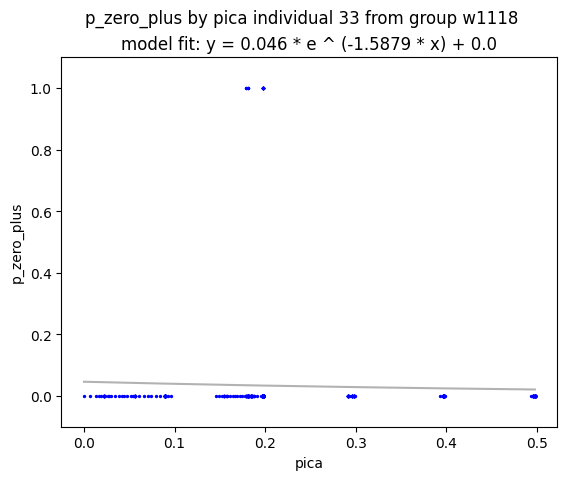 p_zero_plus by pica individual 33 from group w1118
model fit: y = 0.046 * e ^ (-1.5879 * x) + 0.0
1.0
0.8
0.6
0.4
0.2
0.0
p_zero_plus
0.0 0.1 0.2 0.3 0.4 0.5
pica